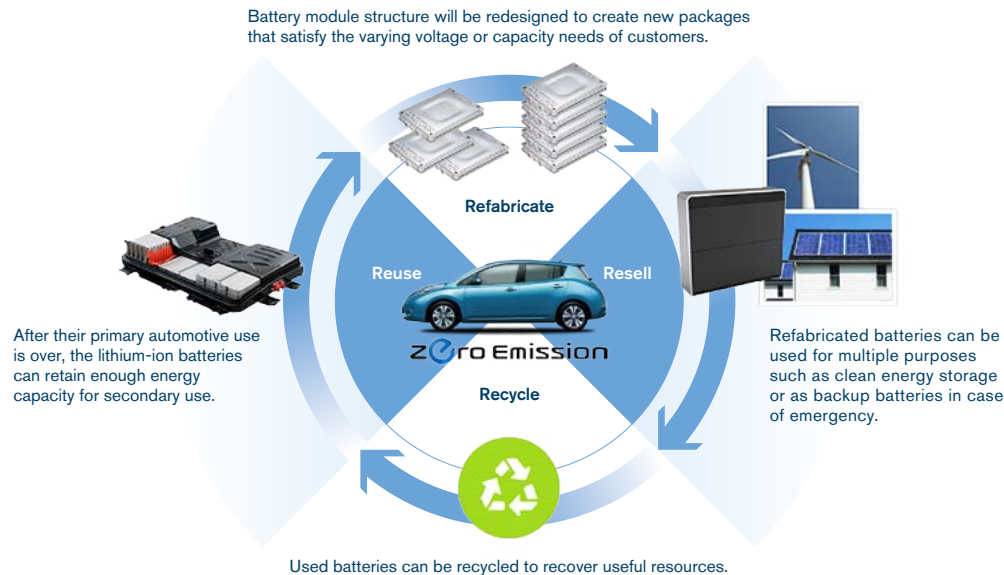 Battery module structure will be redesigned to create new packages
that satisfy the varying voltage or capacity needs of customers.
Refabricate
Reuse
Resell
zero Emission
After their primary automotive use
is over, the lithium-ion batteries
can retain enough energy
capacity for secondary use.
Refabricated batteries can be
used for multiple purposes
such as clean energy storage
or as backup batteries in case
of emergency.
Recycle
Used batteries can be recycled to recover useful resources.